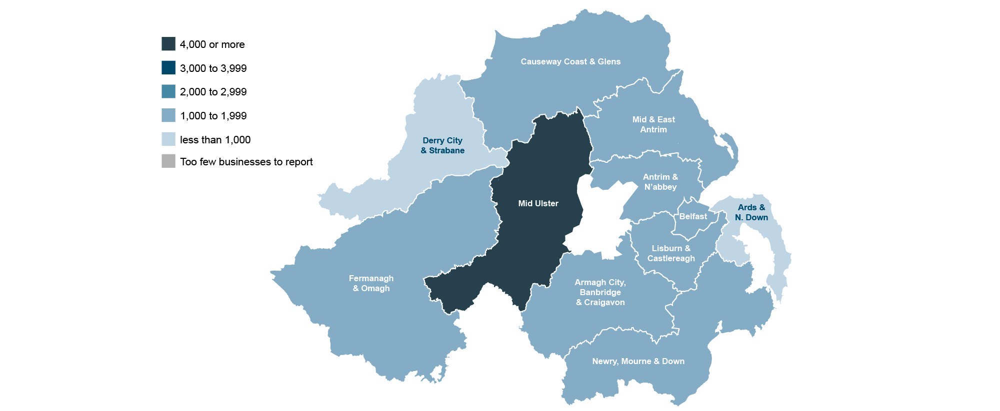 4,000 or more
3,000 to 3,999
2,000 to 2,999
1,000 to 1,999
less than 1,000
Too few businesses to report
Causeway Coast & Glens
Mid & East
Antrim
Derry City
& Strabane
Antrim &
N’abbey
Mid Ulster
Ards &
N. Down
Belfast
Lisburn &
Castlereagh
Fermanagh
& Omagh
Armagh City,
Banbridge
& Craigavon
Newry, Mourne & Down